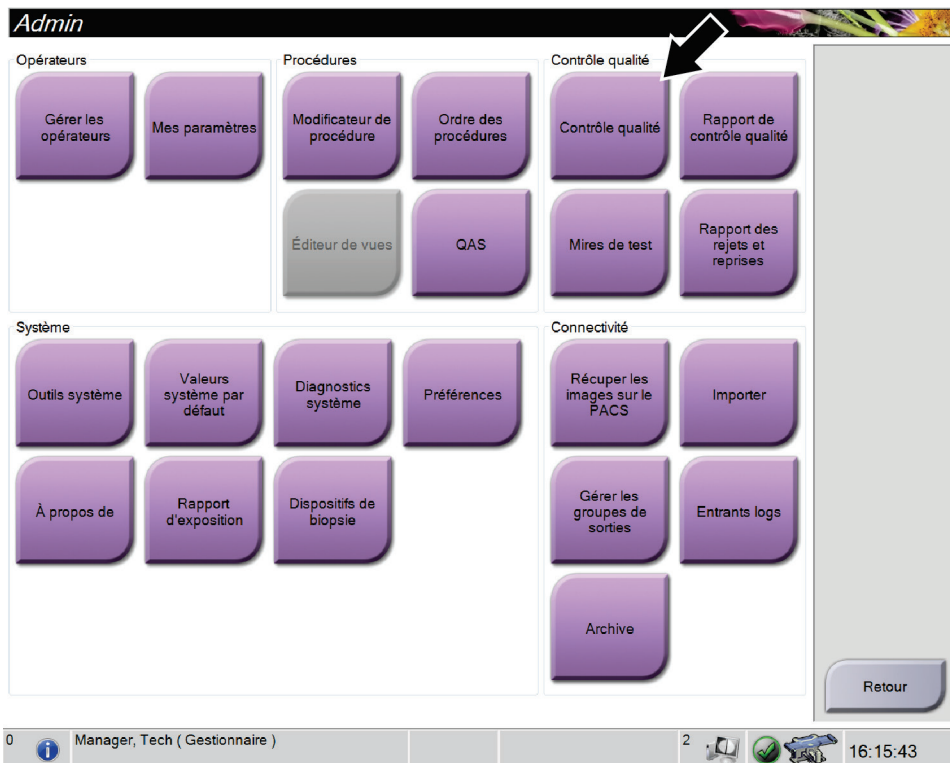 Admin
Opérateurs
Gérer les
opérateurs
Mes paramètres
Procédures
Modificateur de
procédure
Ordre des
procédures
Éditeur de vues
QAS
Contrôle qualité
Contrôle qualité
Rapport de
contrôle qualité
Mires de test
Rapport des
rejets et
reprises
Système
Outils système
Valeurs
système par
défaut
Diagnostics
système
Préférences
À propos de
Rapport
d'exposition
Dispositifs de
biopsie
Connectivité
Récuper les
images sur le
PACS
Importer
Gérer les
groupes de
sorties
Entrants logs
Archive
Retour
0
Manager, Tech ( Gestionnaire )
2
16:15:43